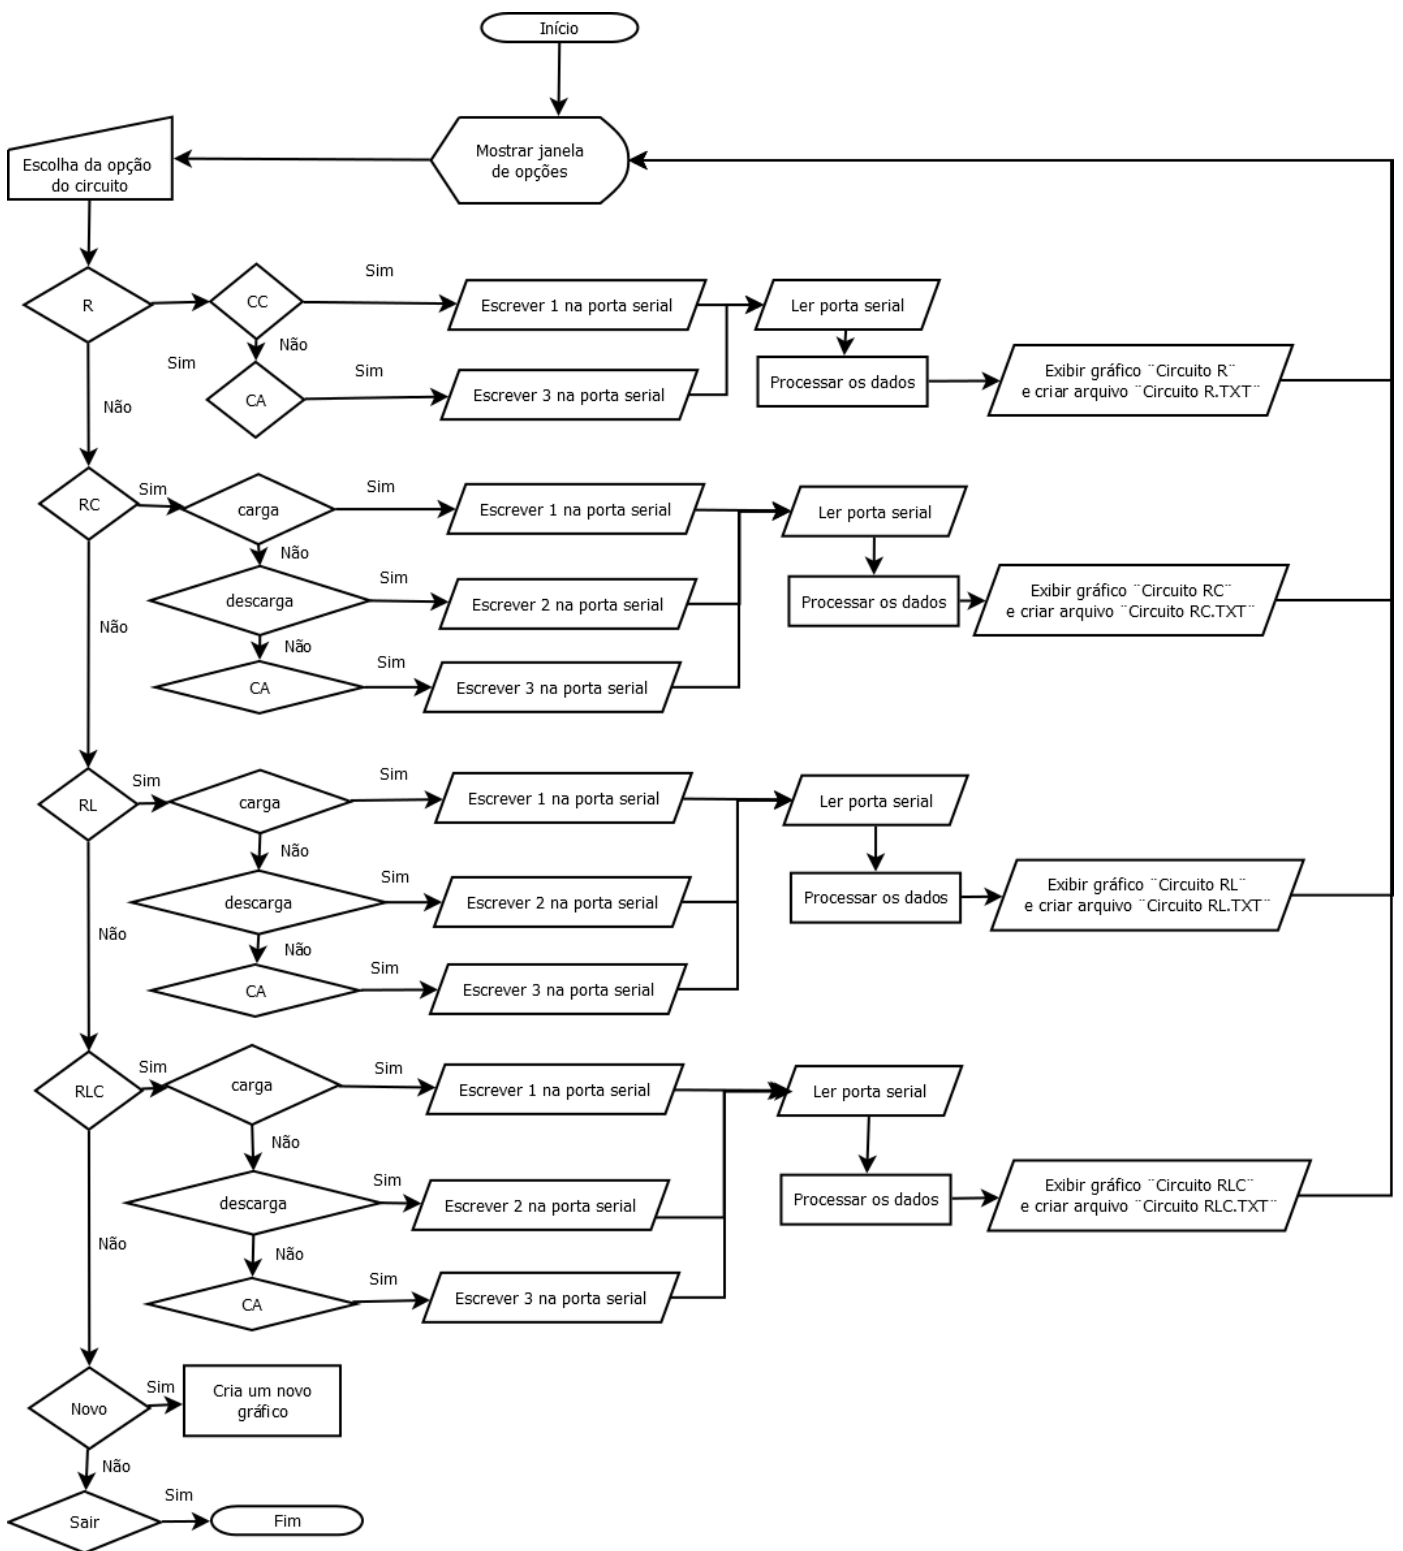 Início
Mostrar janela
de opções
Escolha da opção
do circuito
R
Sim
CC
Sim
Escrever 1 na porta serial
Ler porta serial
Não
CA
Sim
Escrever 3 na porta serial
Processar os dados
Exibir gráfico ¨Circuito R¨
e criar arquivo ¨Circuito R.TXT¨
Não
RC
Sim
carga
Sim
Escrever 1 na porta serial
Ler porta serial
Não
descarga
Sim
Escrever 2 na porta serial
Processar os dados
Exibir gráfico ¨Circuito RC¨
e criar arquivo ¨Circuito RC.TXT¨
Não
Não
CA
Sim
Escrever 3 na porta serial
RL
Sim
carga
Sim
Escrever 1 na porta serial
Ler porta serial
Não
descarga
Sim
Escrever 2 na porta serial
Processar os dados
Exibir gráfico ¨Circuito RL¨
e criar arquivo ¨Circuito RL.TXT¨
Não
Não
CA
Sim
Escrever 3 na porta serial
RLC
Sim
carga
Sim
Escrever 1 na porta serial
Ler porta serial
Não
descarga
Sim
Escrever 2 na porta serial
Processar os dados
Exibir gráfico ¨Circuito RLC¨
e criar arquivo ¨Circuito RLC.TXT¨
Não
Não
CA
Sim
Escrever 3 na porta serial
Novo
Sim
Cria um novo
gráfico
Não
Sair
Sim
Fim